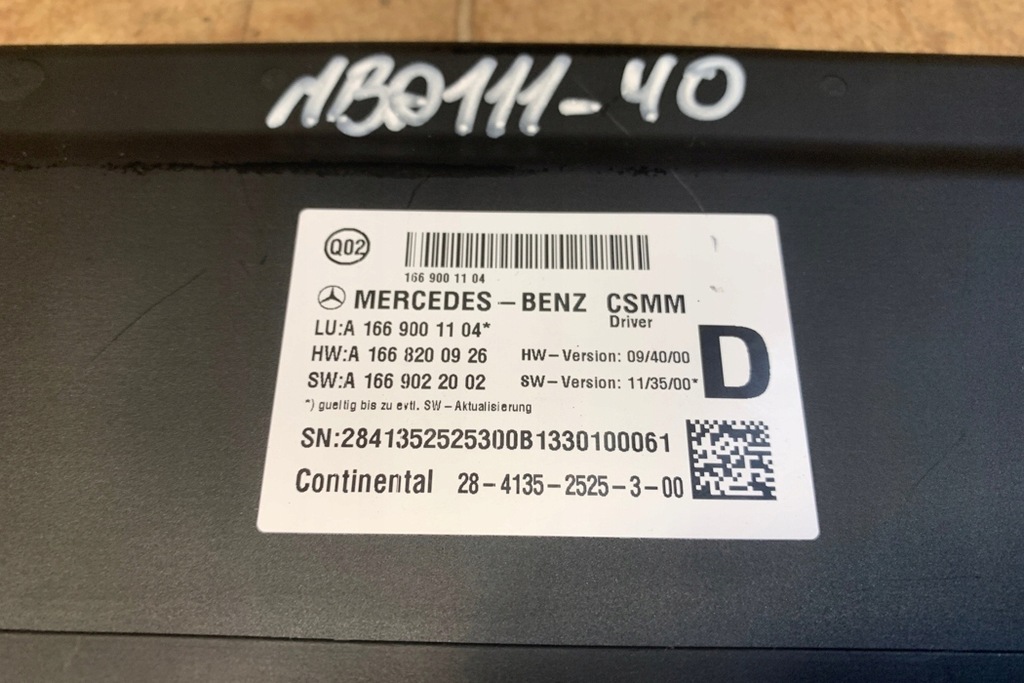 NB0111-40
Q02
166 900 11 04
MERCEDES-BENZ CSMM
Driver
LU:A 166 900 11 04*
HW:A 166 820 09 26 HW-Version: 09/40/00
SW:A 166 902 20 02 SW-Version: 11/35/00*
D
*) gueltig bis zu evtl. SW-Aktualisierung
SN:2841352525300B1330100061
Continental 28-4135-2525-3-00